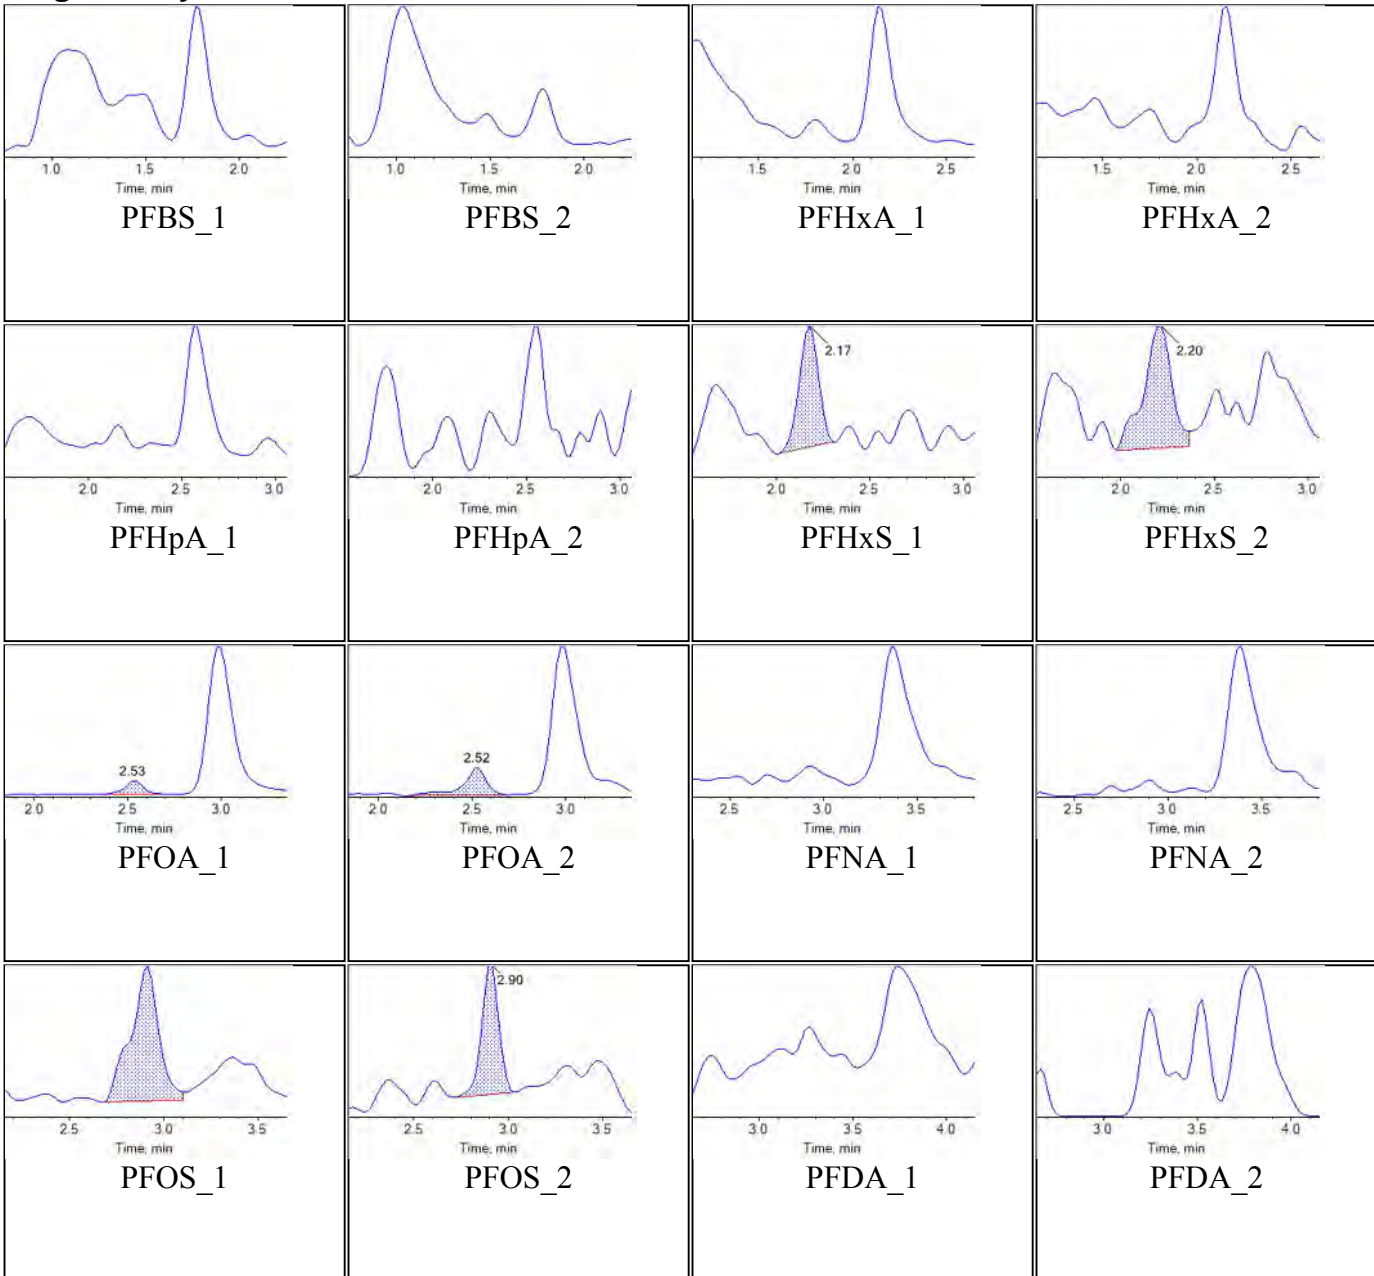 1.0 1.5 2.0
Time, min
PFBS_1
1.0 1.5 2.0
Time, min
PFBS_2
1.5 2.0 2.5
Time, min
PFHxA_1
1.5 2.0 2.5
Time, min
PFHxA_2
2.0 2.5 3.0
Time, min
PFHpA_1
2.0 2.5 3.0
Time, min
PFHpA_2
2.17
2.0 2.5 3.0
Time, min
PFHxS_1
2.20
2.0 2.5 3.0
Time, min
PFHxS_2
2.53
2.0 2.5 3.0
Time, min
PFOA_1
2.52
2.0 2.5 3.0
Time, min
PFOA_2
2.5 3.0 3.5
Time, min
PFNA_1
2.5 3.0 3.5
Time, min
PFNA_2
2.5 3.0 3.5
Time, min
PFOS_1
2.90
2.5 3.0 3.5
Time, min
PFOS_2
3.0 3.5 4.0
Time, min
PFDA_1
3.0 3.5 4.0
Time, min
PFDA_2